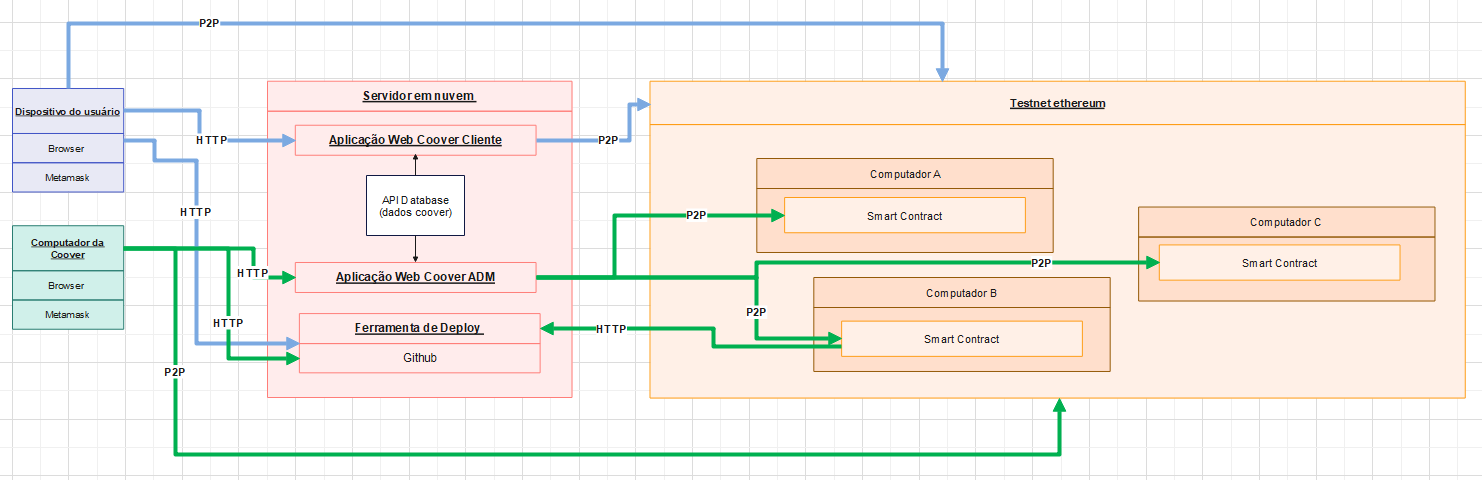 P2P
Dispositivo do usuário
Browser
Metamask
HTTP
HTTP
Computador da
Coover
Browser
Metamask
HTTP
HTTP
P2P
Servidor em nuvem
Aplicação Web Coover Cliente
API Database
(dados coover)
Aplicação Web Coover ADM
Ferramenta de Deploy
Github
P2P
P2P
P2P
P2P
HTTP
Testnet ethereum
Computador A
Smart Contract
Computador B
Smart Contract
Computador C
Smart Contract